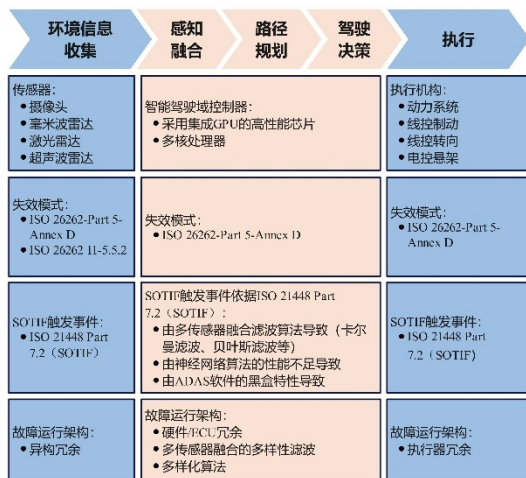 环境信息
收集
感知
融合
路径
规划
驾驶
决策
执行
传感器：
•摄像头
•毫米波雷达
•激光雷达
•超声波雷达
智能驾驶域控制器：
•采用集成GPU的高性能芯片
•多核处理器
执行机构：
•动力系统
•线控制动
•线控转向
•电控悬架
失效模式：
•ISO 26262-Part 5-
Annex D
•ISO 26262 11-5.5.2
失效模式：
•ISO 26262-Part 5-Annex D
失效模式：
•ISO 26262-Part 5-
Annex D
SOTIF触发事件：
•ISO 21448 Part
7.2（SOTIF）
SOTIF触发事件依据ISO 21448 Part
7.2（SOTIF）：
•由多传感器融合滤波算法导致（卡尔
曼滤波、贝叶斯滤波等）
•由神经网络算法的性能不足导致
•由ADAS软件的黑盒特性导致
SOTIF触发事件：
•ISO 21448 Part
7.2（SOTIF）
故障运行架构：
•异构冗余
故障运行架构：
•硬件/ECU冗余
•多传感器融合的多样性滤波
•多样化算法
故障运行架构：
•执行器冗余